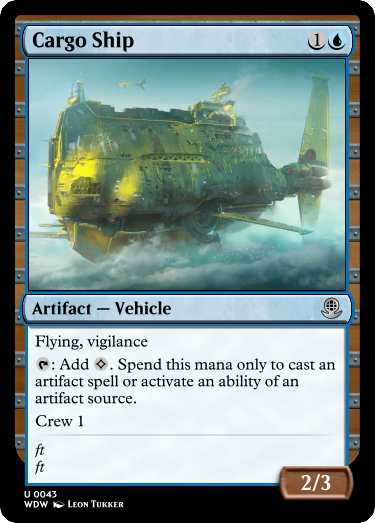 Cargo Ship 1
Artifact — Vehicle
Flying, vigilance
: Add . Spend this mana only to cast an
artifact spell or activate an ability of an
artifact source.
Crew 1
ft
ft
2/3
U 0043
WDW Leon Tukker